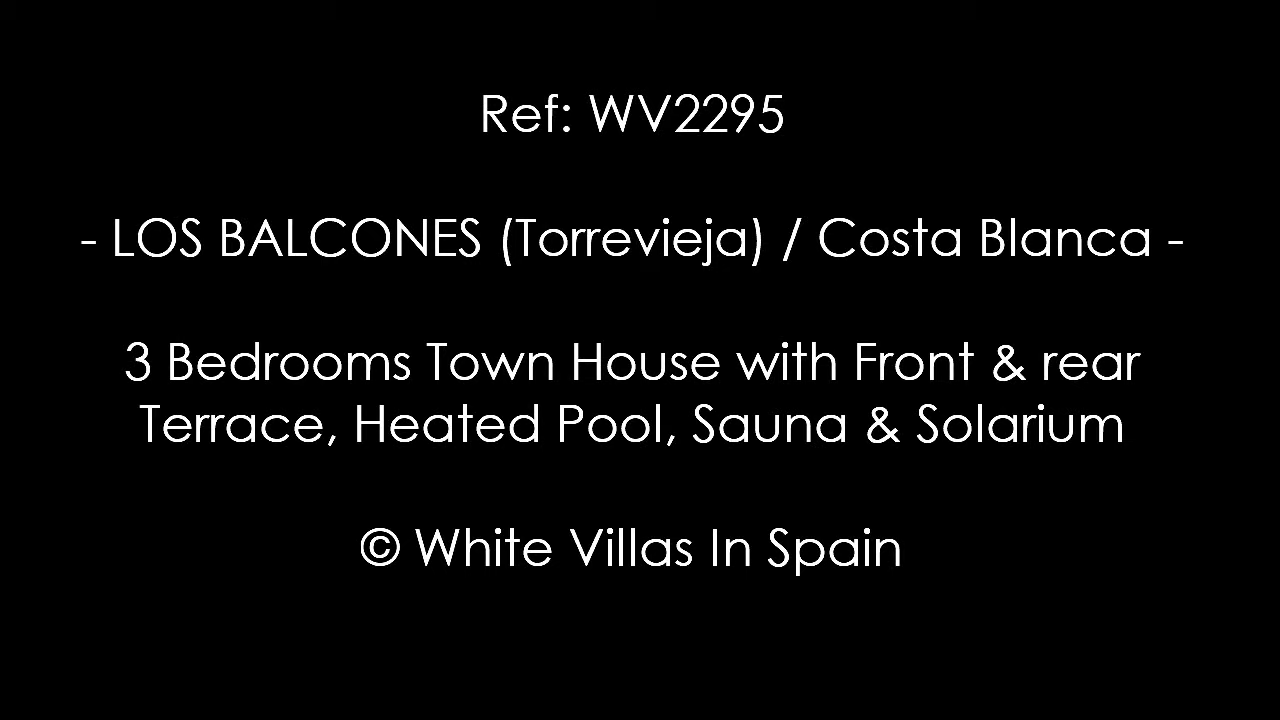 Ref: WV2295
- LOS BALCONES (Torrevieja) / Costa Blanca -
3 Bedrooms Town House with Front & rear
Terrace, Heated Pool, Sauna & Solarium
© White Villas In Spain